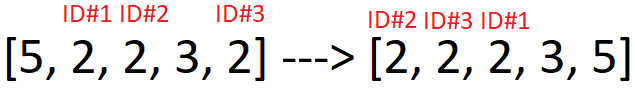 ID#1 ID#2 ID#3 ID#2 ID#3 ID#1
[5, 2, 2, 3, 2] ---> [2, 2, 2, 3, 5]